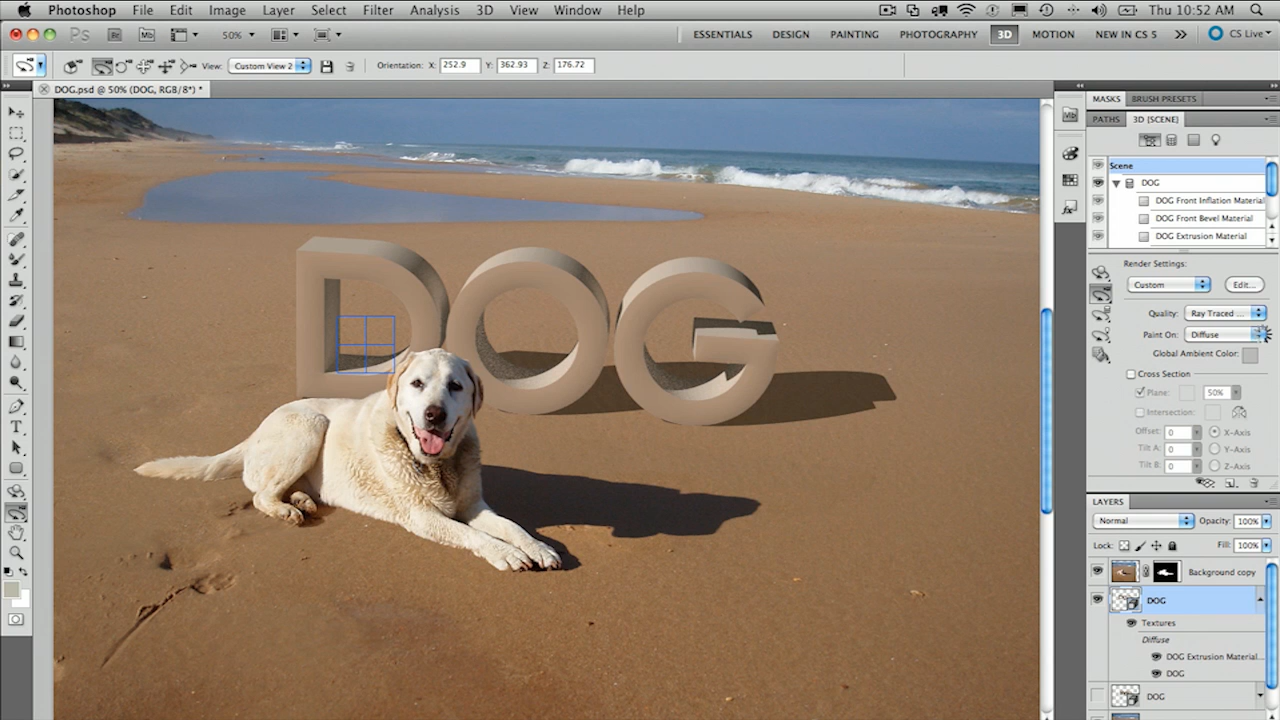 Photoshop File Edit Image Layer Select Filter Analysis 3D View Window Help Thu 10:52 AM
Ps Br Mb 50% ESSENTIALS DESIGN PAINTING PHOTOGRAPHY 3D MOTION NEW IN CS 5 CS Live
View: Custom View 2 Orientation: X: 252.9 Y: 362.93 Z: 176.72
DOG.psd @ 50% (DOG, RGB/8*) *
MASKS BRUSH PRESETS
PATHS 3D {SCENE}
Mb
Scene
DOG
DOG Front Inflation Material
DOG Front Bevel Material
DOG Extrusion Material
DOG
Render Settings:
Custom Edit...
Quality: Ray Traced ...
Paint On: Diffuse
Global Ambient Color:
Cross Section
Plane: 50%
Intersection:
Offset: 0 X-Axis
Tilt A: 0 Y-Axis
Tilt B: 0 Z-Axis
LAYERS
Normal Opacity: 100%
Lock: Fill: 100%
Background copy
DOG
Textures
Diffuse
DOG Extrusion Material...
DOG
DOG